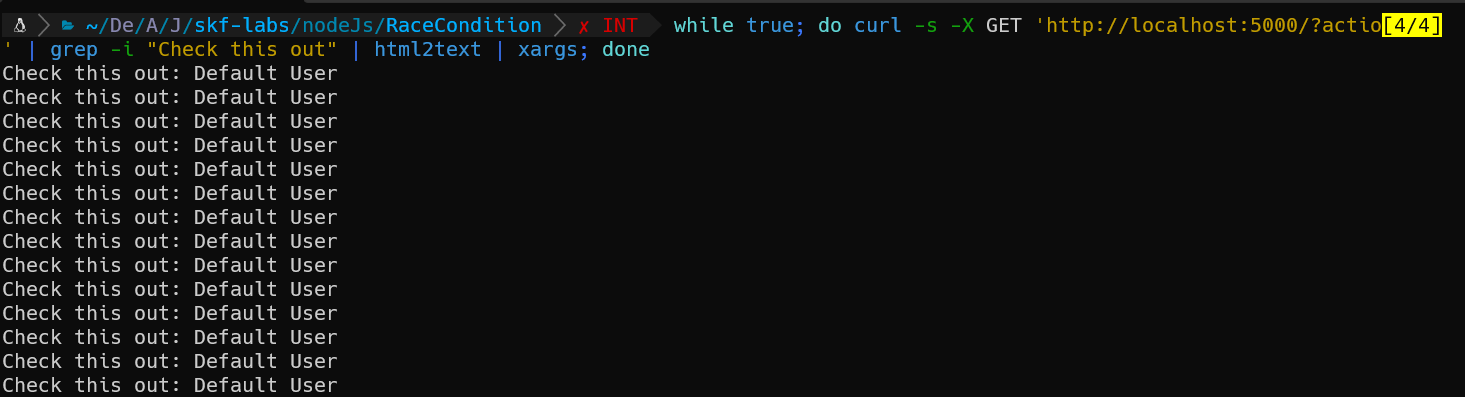 ~/De/A/J/skf-labs/nodeJs/RaceCondition ✗ INT while true; do curl -s -X GET 'http://localhost:5000/?actio[4/4]
' | grep -i "Check this out" | html2text | xargs; done
Check this out: Default User
Check this out: Default User
Check this out: Default User
Check this out: Default User
Check this out: Default User
Check this out: Default User
Check this out: Default User
Check this out: Default User
Check this out: Default User
Check this out: Default User
Check this out: Default User
Check this out: Default User
Check this out: Default User
Check this out: Default User